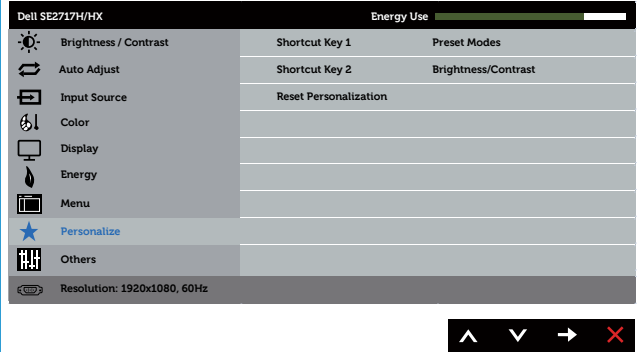 Dell SE2717H/HX Energy Use
Brightness / Contrast Shortcut Key 1 Preset Modes
Auto Adjust Shortcut Key 2 Brightness/Contrast
Input Source Reset Personalization
Color
Display
Energy
Menu
Personalize
Others
Resolution: 1920x1080, 60Hz